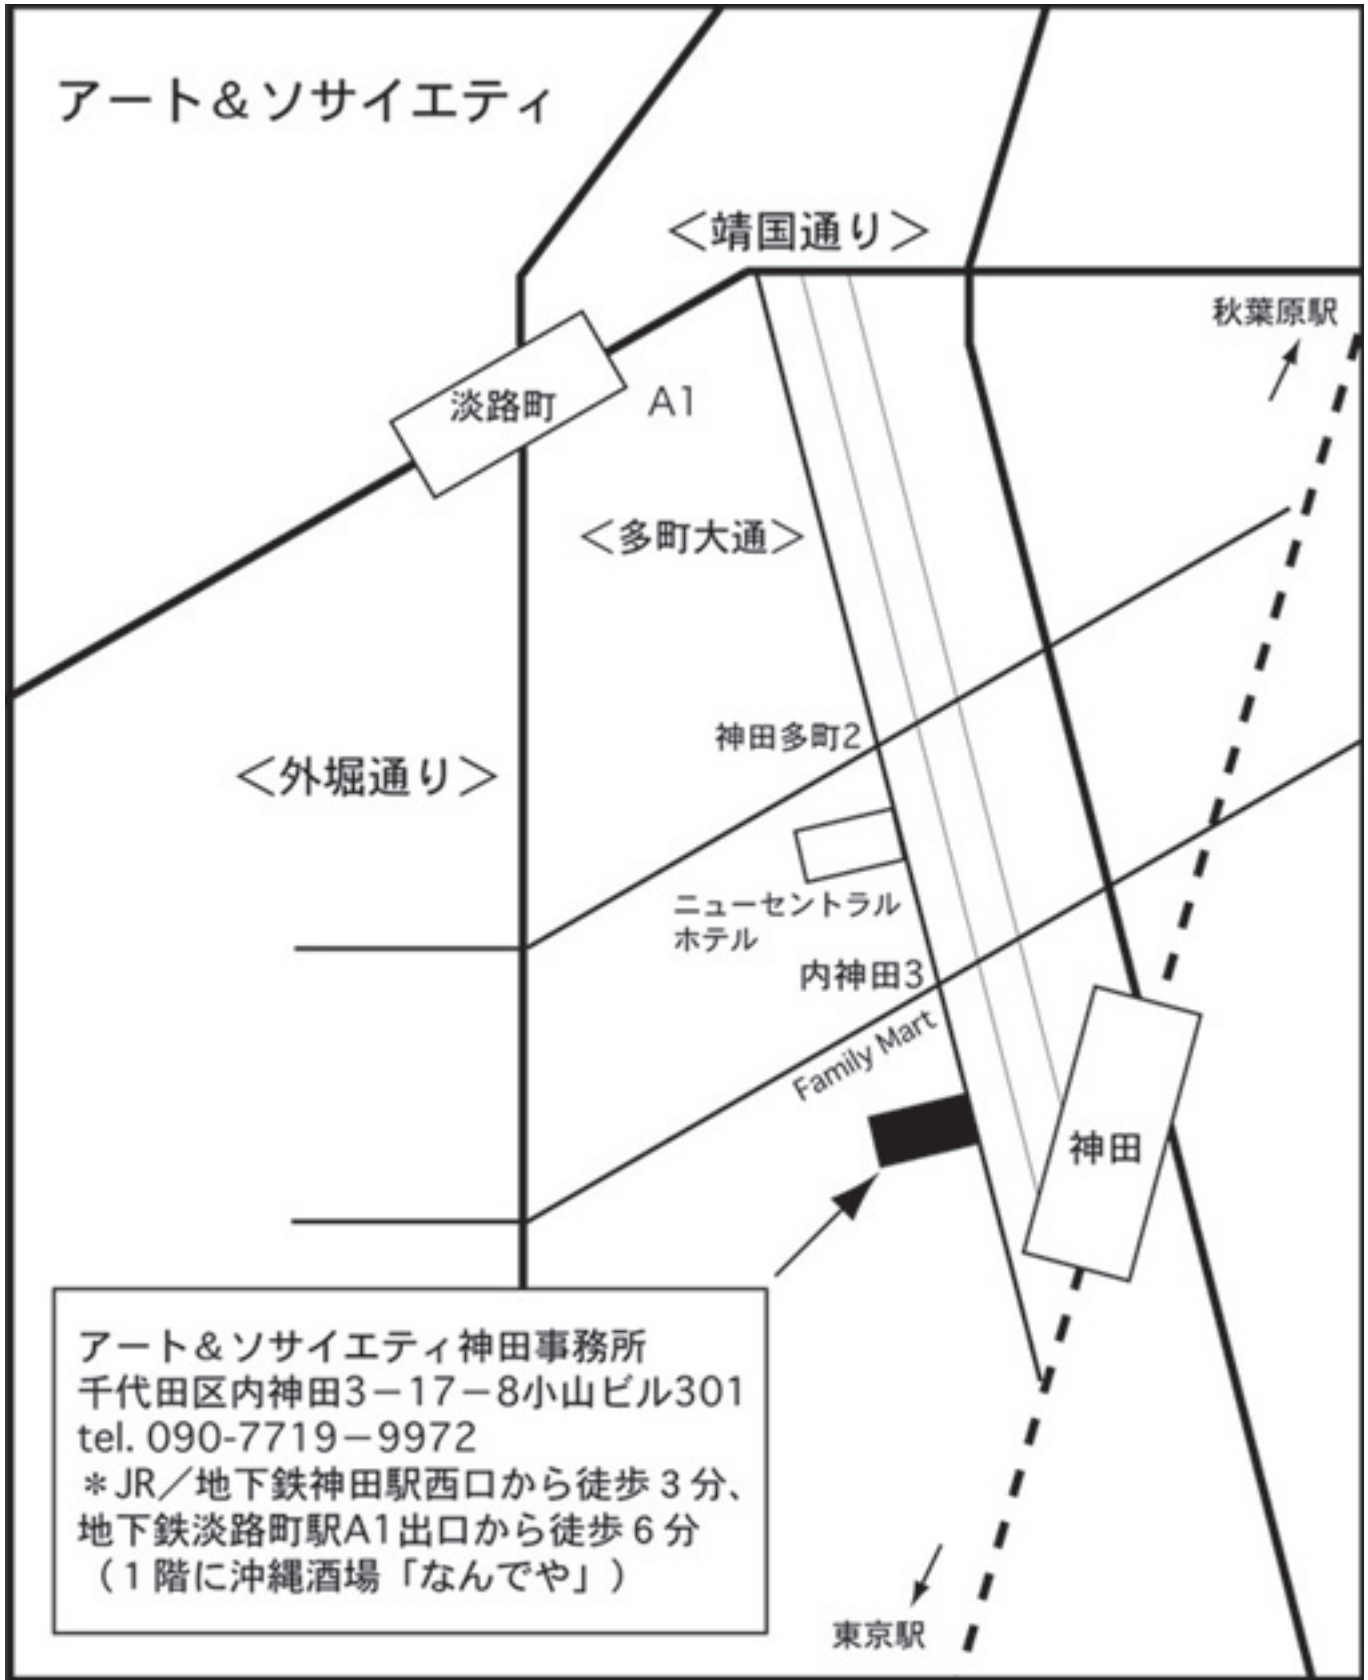 アート＆ソサイエティ
＜靖国通り＞
秋葉原駅
淡路町
A1
＜多町大通＞
神田多町2
＜外堀通り＞
ニューセントラル
ホテル
内神田3
Family Mart
神田
アート＆ソサイエティ神田事務所
千代田区内神田3－17－8小山ビル301
tel. 090-7719－9972
＊JR／地下鉄神田駅西口から徒歩３分、
地下鉄淡路町駅A1出口から徒歩６分
（１階に沖縄酒場「なんでや」）
東京駅